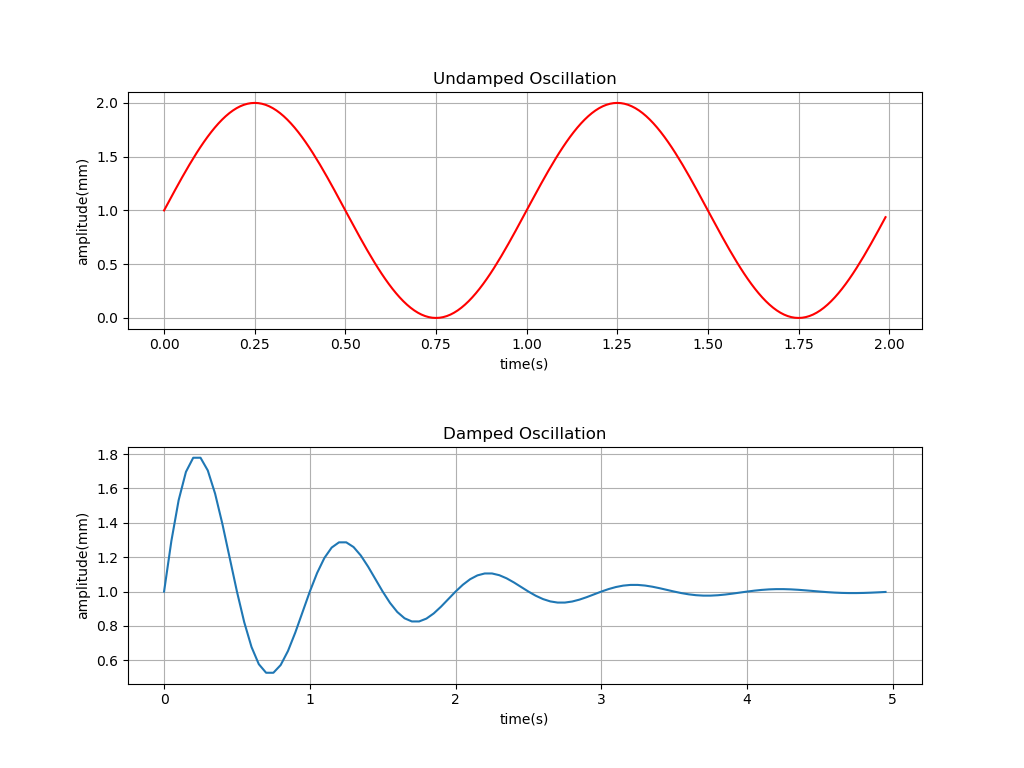 Undamped Oscillation
amplitude(mm)
2.0
1.5
1.0
0.5
0.0
0.00 0.25 0.50 0.75 1.00 1.25 1.50 1.75 2.00
time(s)
Damped Oscillation
amplitude(mm)
1.8
1.6
1.4
1.2
1.0
0.8
0.6
0 1 2 3 4 5
time(s)